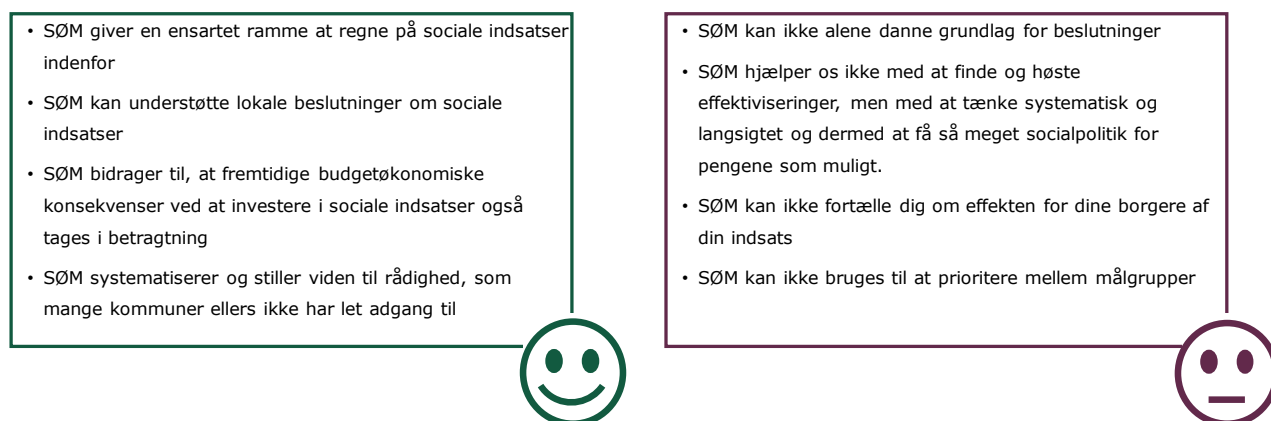 • SØM giver en ensartet ramme at regne på sociale indsatser
indenfor
• SØM kan understøtte lokale beslutninger om sociale
indsatser
• SØM bidrager til, at fremtidige budgetøkonomiske
konsekvenser ved at investere i sociale indsatser også
tages i betragtning
• SØM systematiserer og stiller viden til rådighed, som
mange kommuner ellers ikke har let adgang til
• SØM kan ikke alene danne grundlag for beslutninger
• SØM hjælper os ikke med at finde og høste
effektiviseringer, men med at tænke systematisk og
langsigtet og dermed at få så meget socialpolitik for
pengene som muligt.
• SØM kan ikke fortælle dig om effekten for dine borgere af
din indsats
• SØM kan ikke bruges til at prioritere mellem målgrupper